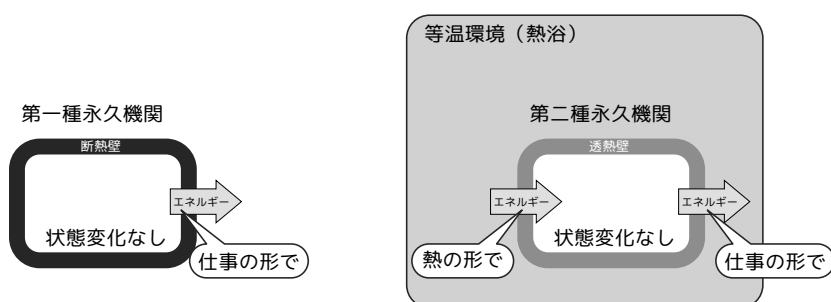 第一種永久機関
断熱壁
エネルギー
状態変化なし
仕事の形で
等温環境（熱浴）
第二種永久機関
透熱壁
エネルギー
エネルギー
状態変化なし
熱の形で
仕事の形で